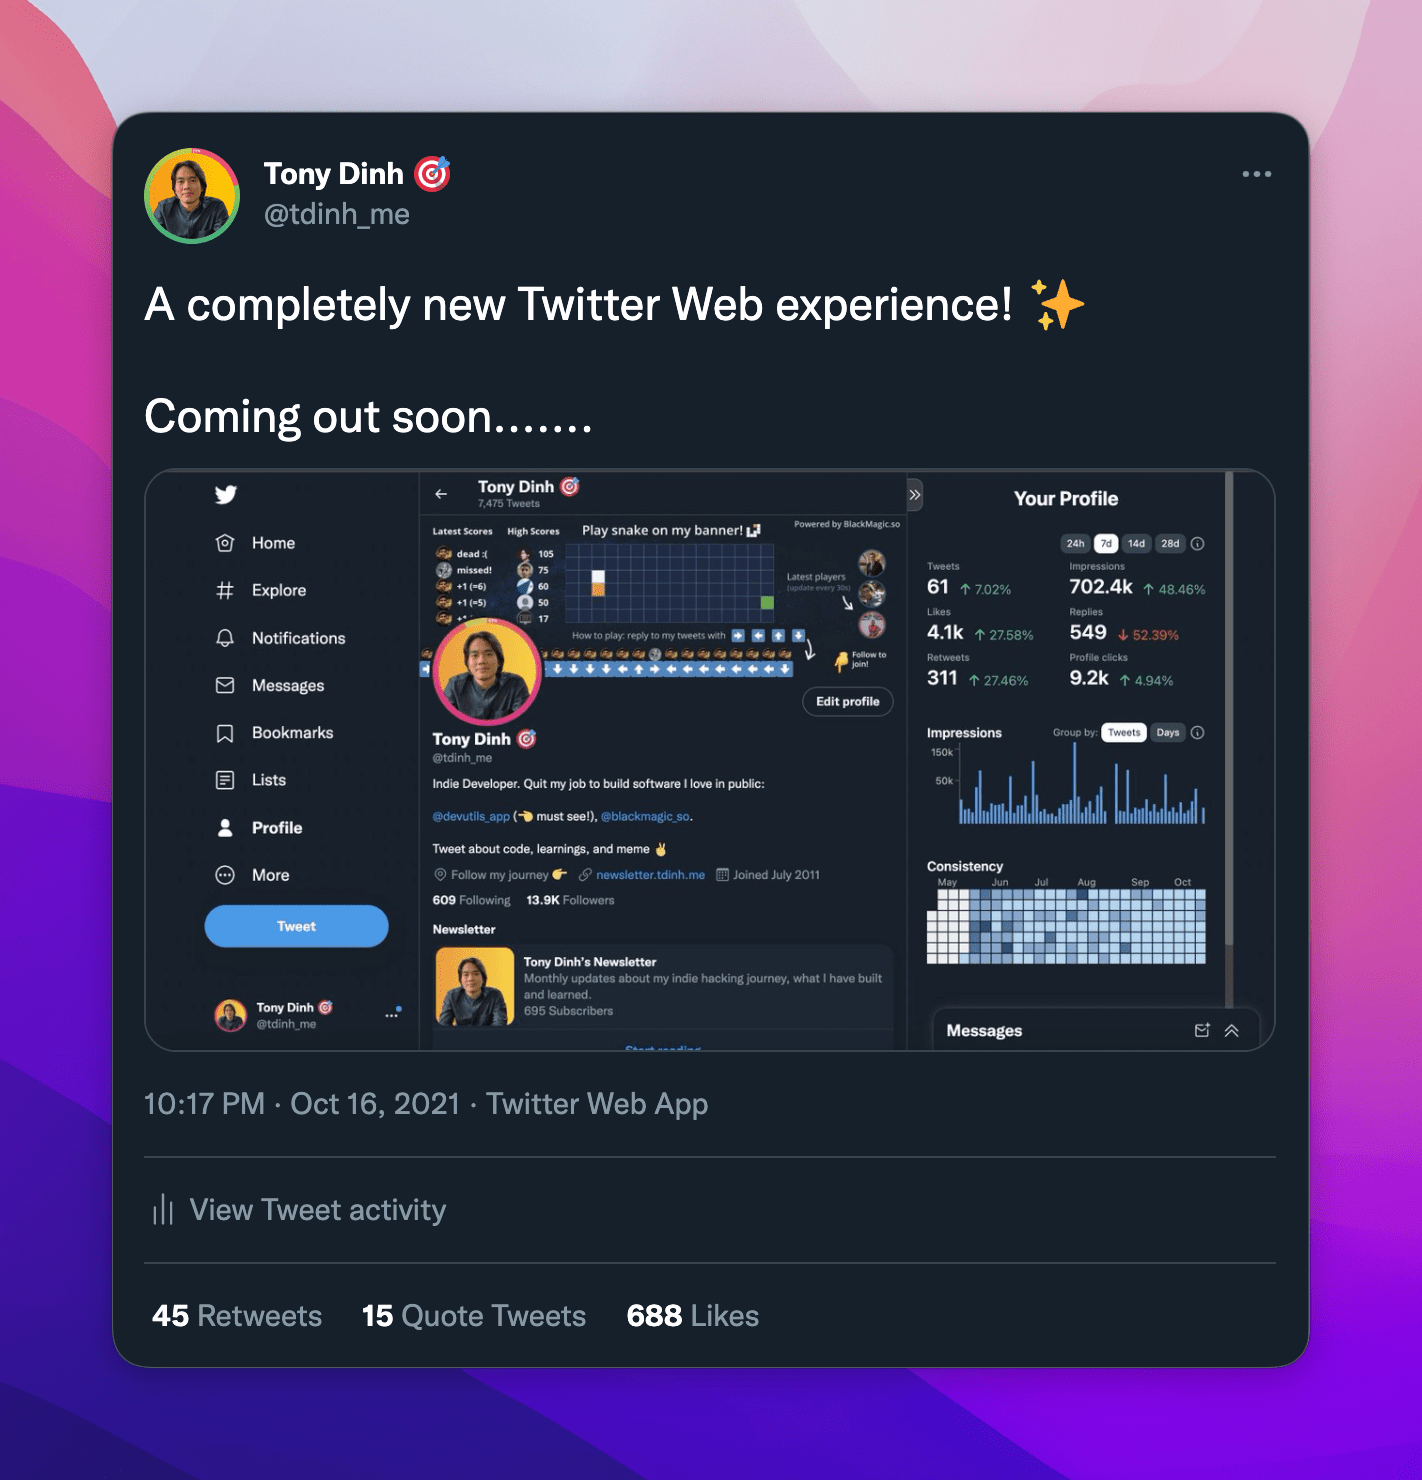 Tony Dinh 🎯
@tdinh_me
A completely new Twitter Web experience! ✨
Coming out soon.......
Home
Explore
Notifications
Messages
Bookmarks
Lists
Profile
More
Tweet
Tony Dinh 🎯
@tdinh_me
Tony Dinh 🎯
7,475 Tweets
Latest Scores High Scores
Play snake on my banner!
Powered by BlackMagic.so
dead :( 105
missed! 75
+1 (=6) 60
+1 (=5) 50
17
Latest players
(update every 30s)
How to play: reply to my tweets with ➡ ⬅ ⬆ ⬇
Follow to
join!
Edit profile
Tony Dinh 🎯
@tdinh_me
Indie Developer. Quit my job to build software I love in public:
@devutils_app (👈 must see!), @blackmagic_so.
Tweet about code, learnings, and meme ✌
Follow my journey 👉 newsletter.tdinh.me Joined July 2011
609 Following 13.9K Followers
Newsletter
Tony Dinh's Newsletter
Monthly updates about my indie hacking journey, what I have built
and learned.
695 Subscribers
Start reading
Your Profile
24h 7d 14d 28d
Tweets Impressions
61 ↑ 7.02% 702.4k ↑ 48.46%
Likes Replies
4.1k ↑ 27.58% 549 ↓ 52.39%
Retweets Profile clicks
311 ↑ 27.46% 9.2k ↑ 4.94%
Impressions Group by: Tweets Days
150k
50k
Consistency
May Jun Jul Aug Sep Oct
Messages
10:17 PM · Oct 16, 2021 · Twitter Web App
View Tweet activity
45 Retweets 15 Quote Tweets 688 Likes